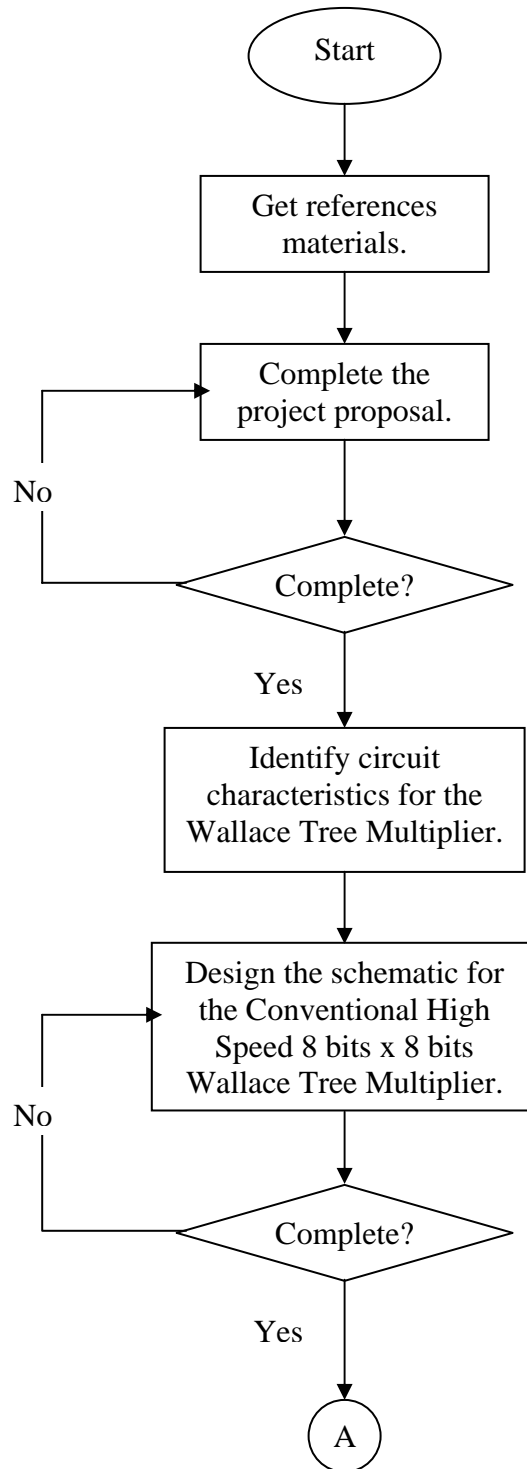 Start
Get references
materials.
Complete the
project proposal.
No
Complete?
Yes
Identify circuit
characteristics for the
Wallace Tree Multiplier.
Design the schematic for
the Conventional High
Speed 8 bits x 8 bits
Wallace Tree Multiplier.
No
Complete?
Yes
A